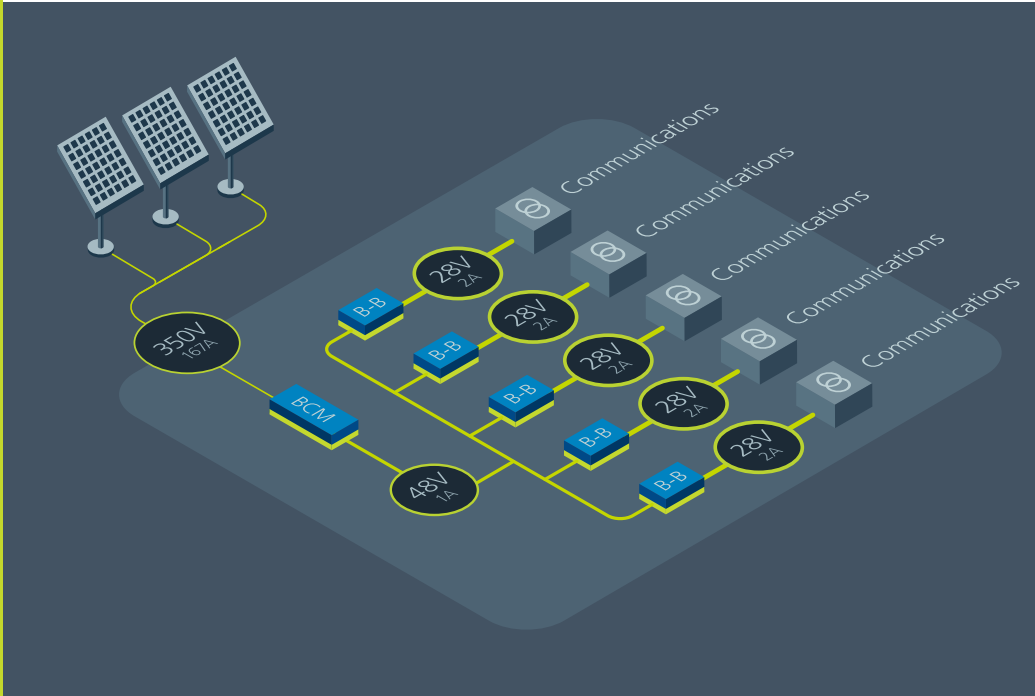 Communications
Communications
Communications
Communications
Communications
28V
2A
28V
2A
28V
2A
28V
2A
28V
2A
B-B
B-B
B-B
B-B
B-B
350V
167A
BCM
48V
1A